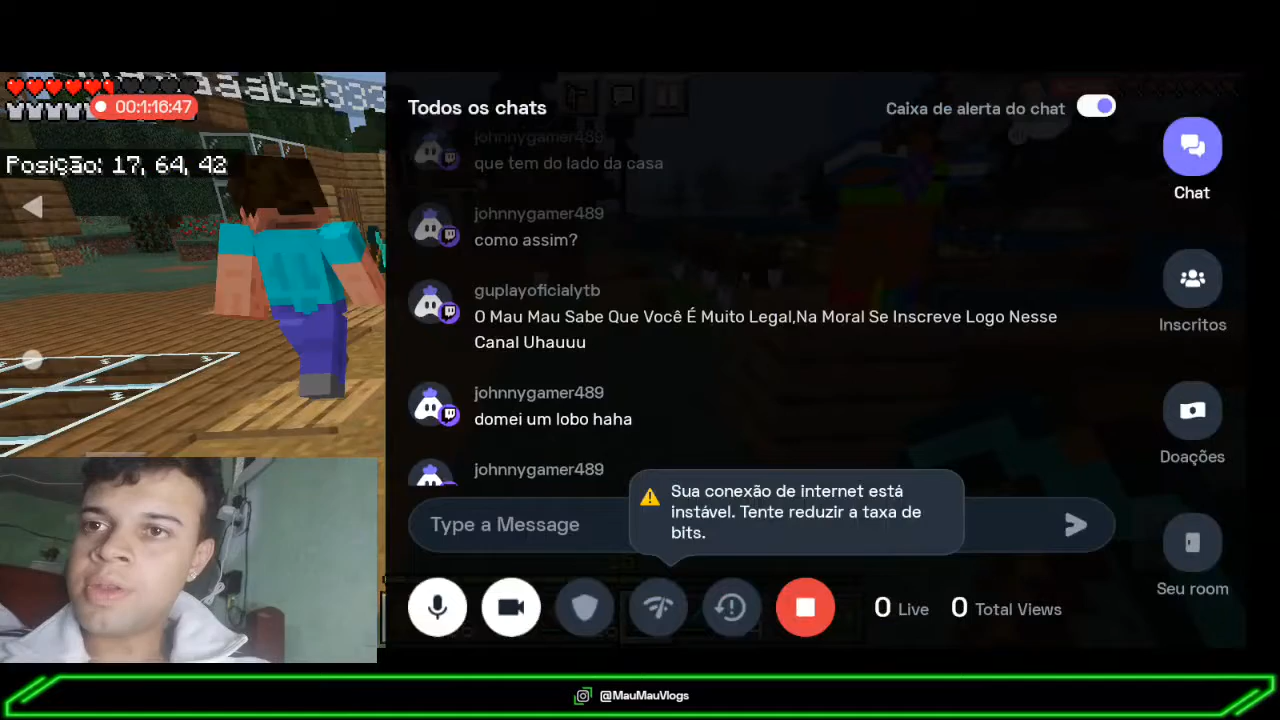 aaabs333
00:1:16:47
Posição: 17, 64, 42
Todos os chats
Caixa de alerta do chat
johnnygamer489
que tem do lado da casa
johnnygamer489
como assim?
guplayoficialytb
O Mau Mau Sabe Que Você É Muito Legal,Na Moral Se Inscreve Logo Nesse
Canal Uhauuu
johnnygamer489
domei um lobo haha
johnnygamer489
Sua conexão de internet está
instável. Tente reduzir a taxa de
bits.
Type a Message
0 Live 0 Total Views
Chat
Inscritos
Doações
Seu room
@MauMauVlogs